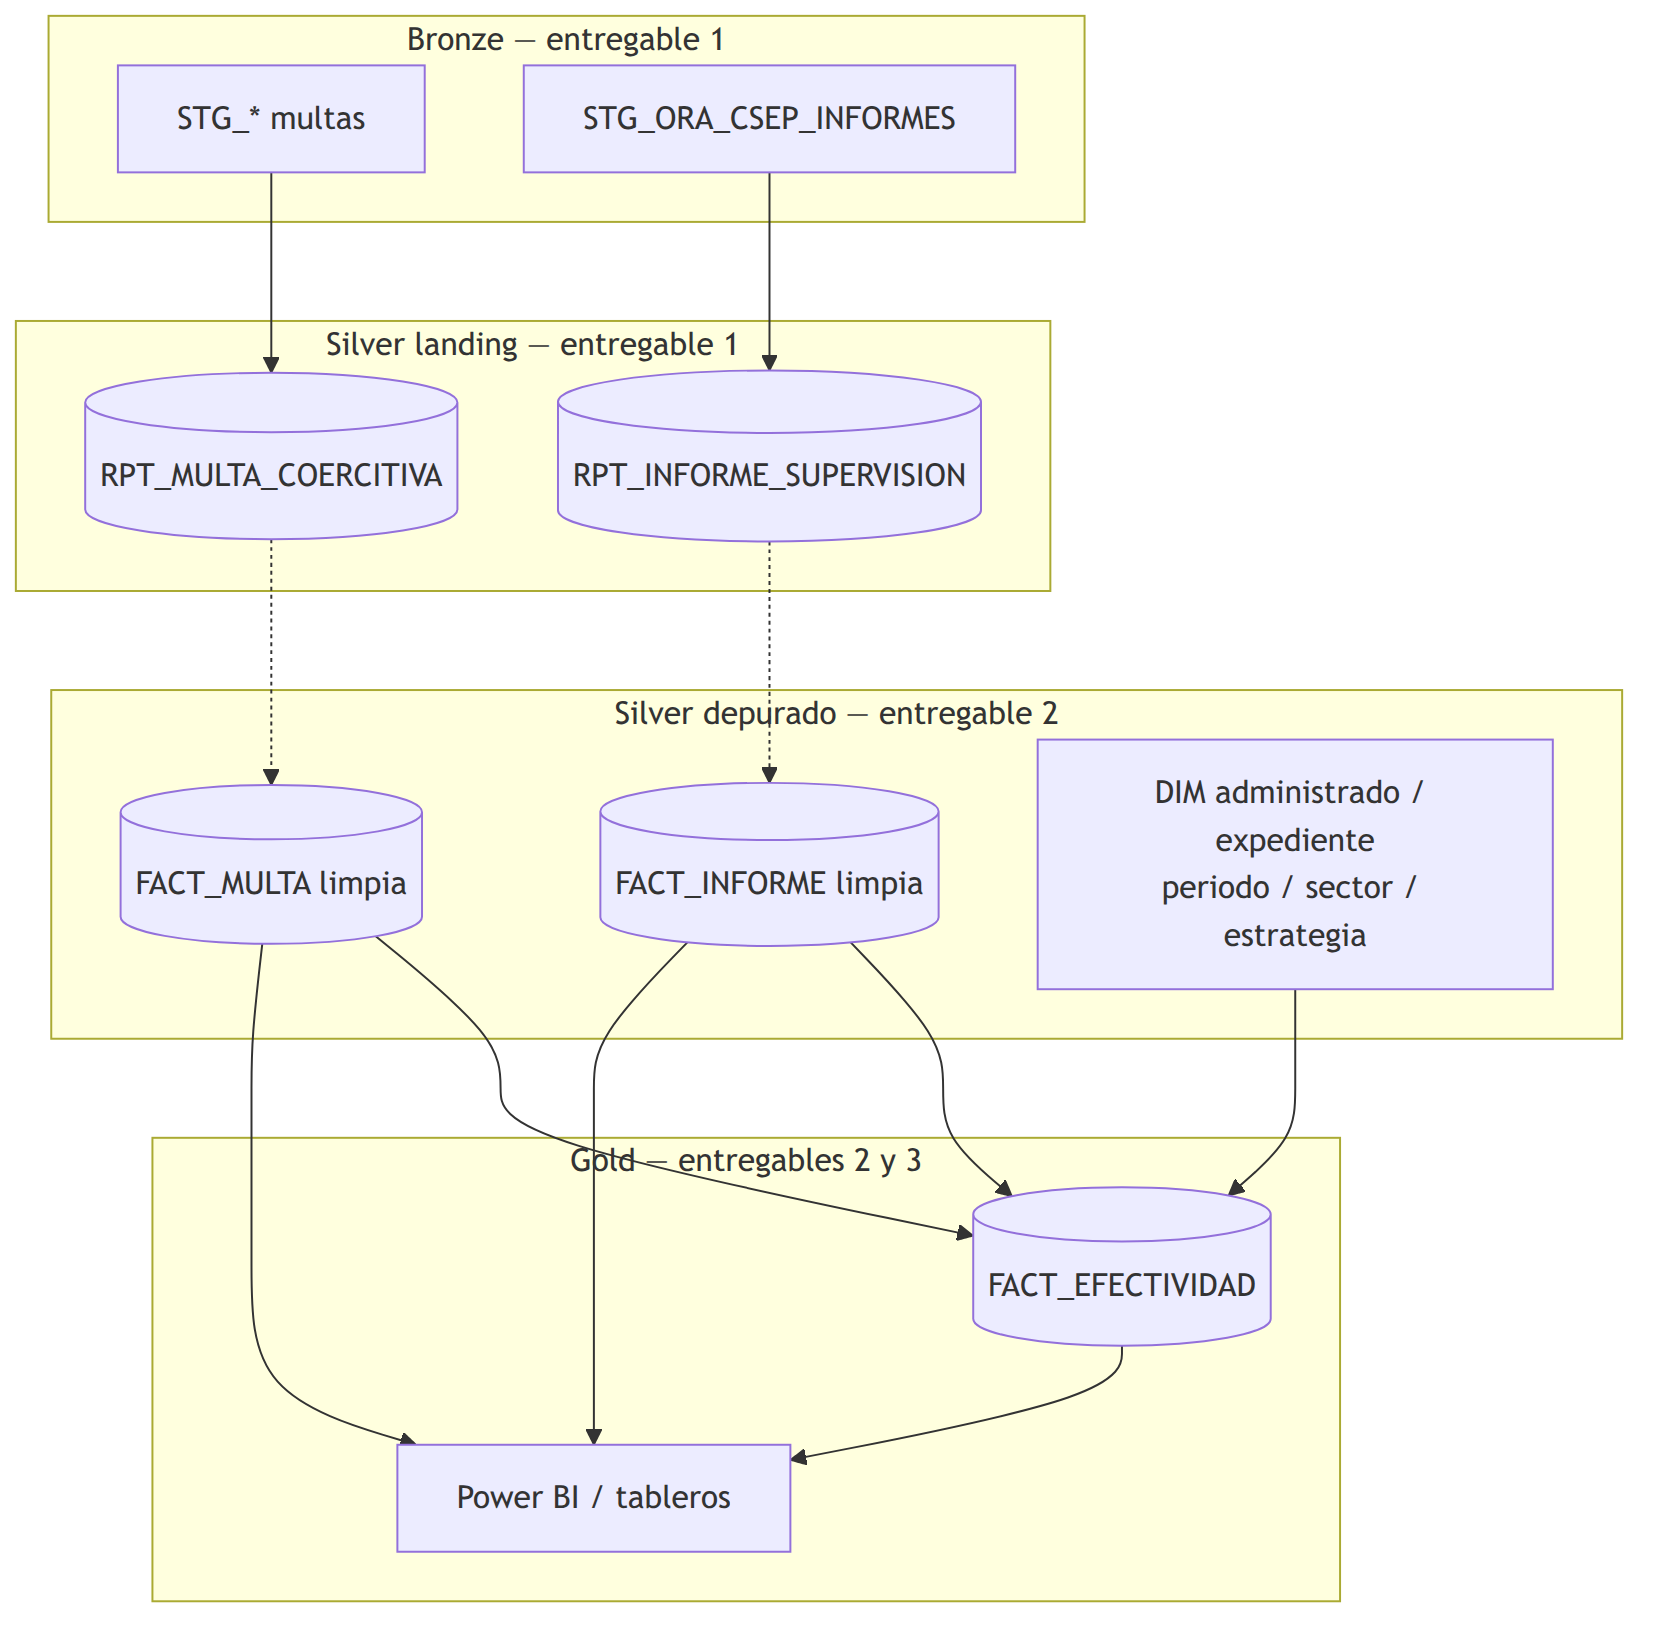 Bronze – entregable 1
STG_* multas
STG_ORA_CSEP_INFORMES
Silver landing – entregable 1
RPT_MULTA_COERCITIVA
RPT_INFORME_SUPERVISION
Silver depurado – entregable 2
DIM administrado /
expediente
periodo / sector /
estrategia
FACT_MULTA limpia
FACT_INFORME limpia
Gold – entregables 2 y 3
FACT_EFECTIVIDAD
Power BI / tableros